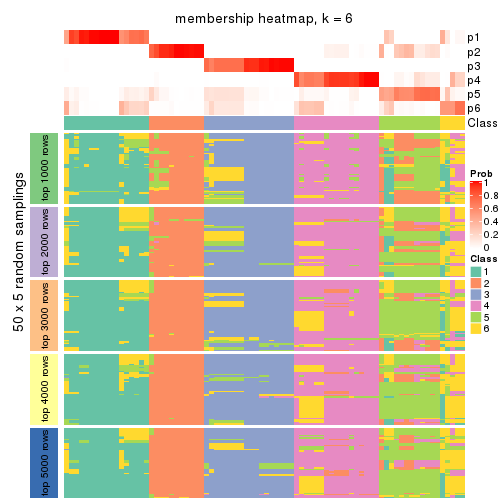 membership heatmap, k = 6
p1
p2
p3
p4
p5
p6
Class
50 x 5 random samplings
top 1000 rows
top 2000 rows
top 3000 rows
top 4000 rows
top 5000 rows
Prob
1
0.8
0.6
0.4
0.2
0
Class
1
2
3
4
5
6